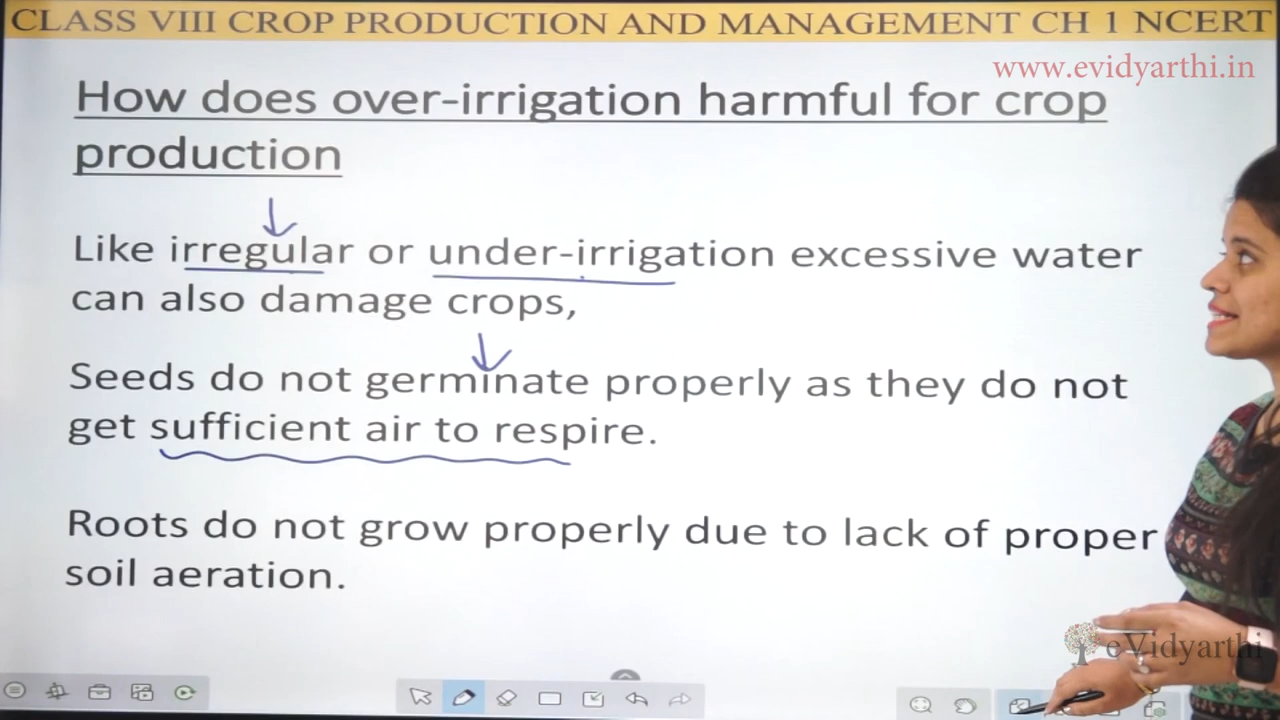 CLASS VIII CROP PRODUCTION AND MANAGEMENT CH 1 NCERT
www.evidyarthi.in
How does over-irrigation harmful for crop
production
Like irregular or under-irrigation excessive water
can also damage crops,
Seeds do not germinate properly as they do not
get sufficient air to respire.
Roots do not grow properly due to lack of proper
soil aeration.
eVidyarthi